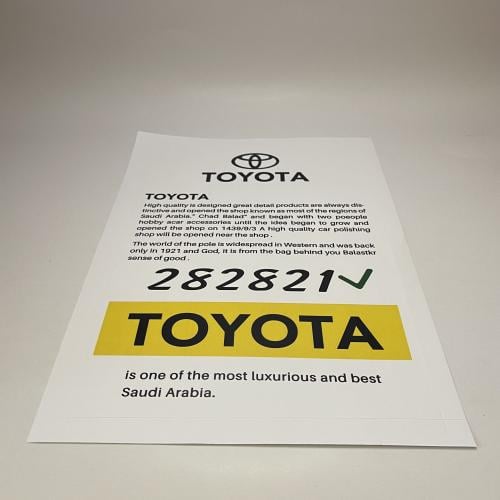 TOYOTA
TOYOTA
High quality is designed great detail products are always dis-
tinctive and opened the shop known as most of the regions of
Saudi Arabia." Chad Balad" and began with two poeople
hobby acar accessories until the idea began to grow and
opened the shop on 1439/9/3 A high quality car polishing
shop will be opened near the shop.
The world of the pole is widespread in Western and was back
only in 1921 and God, it is from the bag behind you Balastkr
sense of good.
282821✓
TOYOTA
is one of the most luxurious and best
Saudi Arabia.